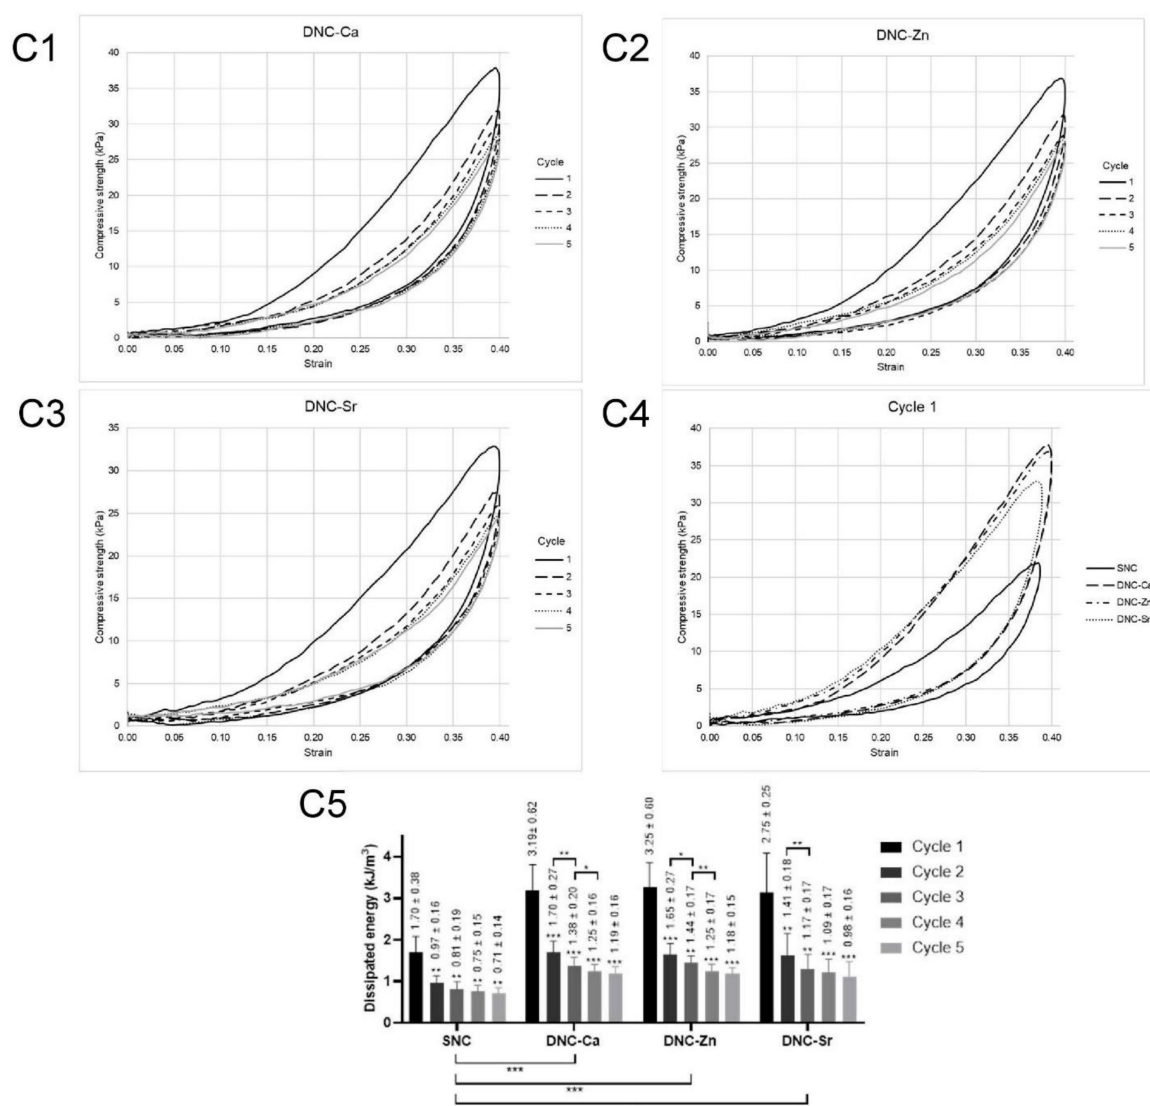 C1
DNC-Ca
40
35
30
25
20
15
10
5
0
Compressive strength (kPa)
0.00 0.05 0.10 0.15 0.20 0.25 0.30 0.35 0.40
Strain
Cycle
1
2
3
4
5
C2
DNC-Zn
40
35
30
25
20
15
10
5
0
Compressive strength (kPa)
0.00 0.05 0.10 0.15 0.20 0.25 0.30 0.35 0.40
Strain
Cycle
1
2
3
4
5
C3
DNC-Sr
35
30
25
20
15
10
5
0
Compressive strength (kPa)
0.00 0.05 0.10 0.15 0.20 0.25 0.30 0.35 0.40
Strain
Cycle
1
2
3
4
5
C4
Cycle 1
40
35
30
25
20
15
10
5
0
Compressive strength (kPa)
0.00 0.05 0.10 0.15 0.20 0.25 0.30 0.35 0.40
Strain
SNC
DNC-Ca
DNC-Zn
DNC-Sr
C5
Dissipated energy (kJ/m³)
4
3
2
1
0
1.70 ± 0.38
** 0.97 ± 0.16
** 0.81 ± 0.19
** 0.75 ± 0.15
** 0.71 ± 0.14
3.19± 0.62
*** 1.70 ± 0.27
*** 1.38 ± 0.20
*** 1.25 ± 0.16
*** 1.19 ± 0.16
**
*
3.25 ± 0.60
** 1.65 ± 0.27
** 1.44 ± 0.17
*** 1.25 ± 0.17
*** 1.18 ± 0.15
*
**
2.75 ± 0.25
** 1.41 ± 0.18
** 1.17 ± 0.17
*** 1.09 ± 0.17
*** 0.98 ± 0.16
**
SNC DNC-Ca DNC-Zn DNC-Sr
***
***
Cycle 1
Cycle 2
Cycle 3
Cycle 4
Cycle 5